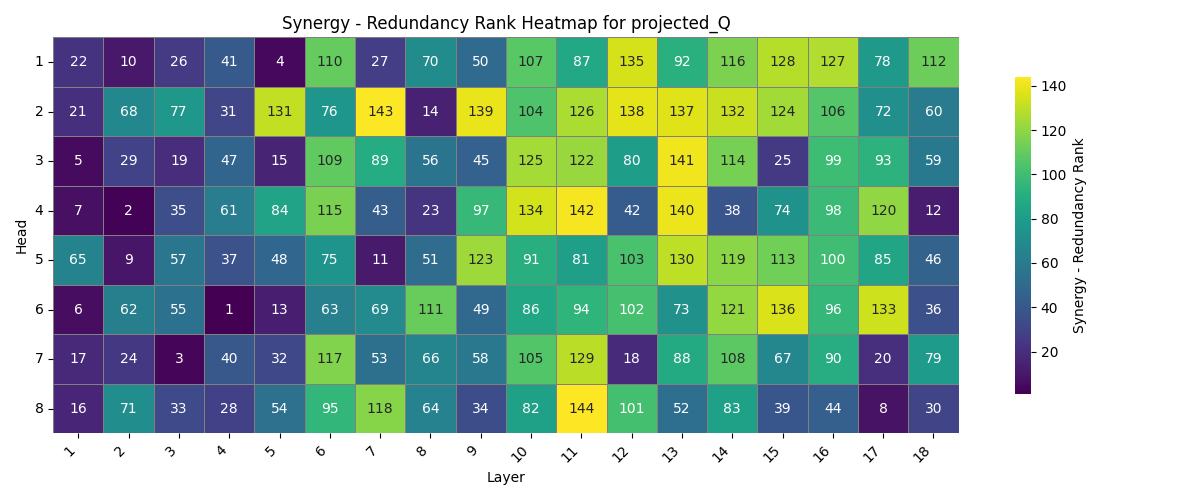 Synergy - Redundancy Rank Heatmap for projected_Q
1 22 10 26 41 4 110 27 70 50 107 87 135 92 116 128 127 78 112
2 21 68 77 31 131 76 143 14 139 104 126 138 137 132 124 106 72 60
3 5 29 19 47 15 109 89 56 45 125 122 80 141 114 25 99 93 59
4 7 2 35 61 84 115 43 23 97 134 142 42 140 38 74 98 120 12
5 65 9 57 37 48 75 11 51 123 91 81 103 130 119 113 100 85 46
6 6 62 55 1 13 63 69 111 49 86 94 102 73 121 136 96 133 36
7 17 24 3 40 32 117 53 66 58 105 129 18 88 108 67 90 20 79
8 16 71 33 28 54 95 118 64 34 82 144 101 52 83 39 44 8 30
1 2 3 4 5 6 7 8 9 10 11 12 13 14 15 16 17 18
Layer
Head
140
120
100
80
60
40
20
Synergy - Redundancy Rank